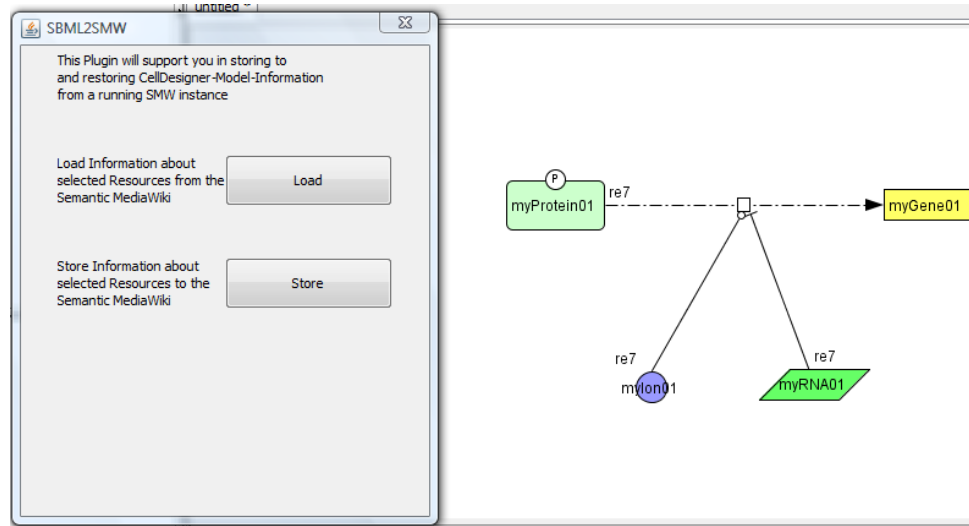 untitled *
SBML2SMW
This Plugin will support you in storing to
and restoring CellDesigner-Model-Information
from a running SMW instance
Load Information about
selected Resources from the
Semantic MediaWiki
Load
Store Information about
selected Resources to the
Semantic MediaWiki
Store
P
myProtein01
re7
myGene01
re7
myIon01
re7
myRNA01